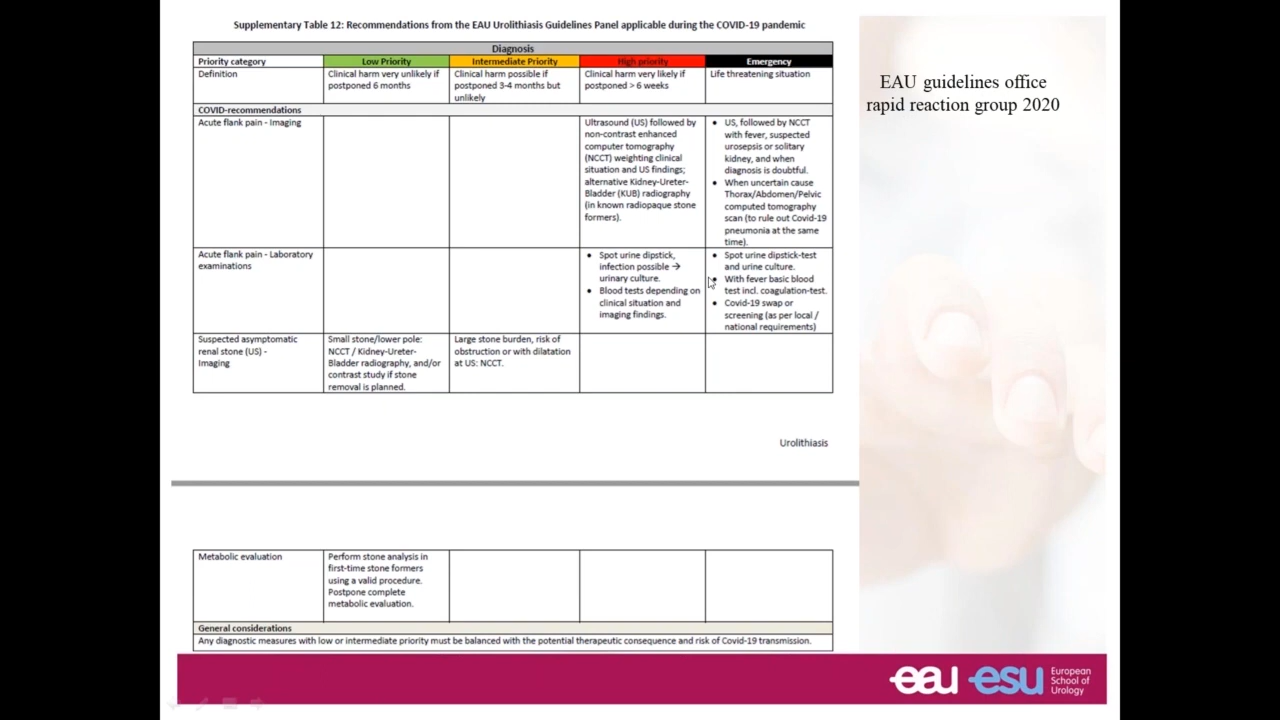 Supplementary Table 12: Recommendations from the EAU Urolithiasis Guidelines Panel applicable during the COVID-19 pandemic
Diagnosis
Priority category
Low Priority
Intermediate Priority
High priority
Emergency
Definition
Clinical harm very unlikely if
postponed 6 months
Clinical harm possible if
postponed 3-4 months but
unlikely
Clinical harm very likely if
postponed > 6 weeks
Life threatening situation
COVID-recommendations
Acute flank pain - Imaging
Ultrasound (US) followed by
non-contrast enhanced
computer tomography
(NCCT) weighting clinical
situation and US findings;
alternative Kidney-Ureter-
Bladder (KUB) radiography
(in known radiopaque stone
formers).
• US, followed by NCCT
with fever, suspected
urosepsis or solitary
kidney, and when
diagnosis is doubtful.
• When uncertain cause
Thorax/Abdomen/Pelvic
computed tomography
scan (to rule out Covid-19
pneumonia at the same
time).
Acute flank pain - Laboratory
examinations
• Spot urine dipstick,
infection possible →
urinary culture.
• Blood tests depending on
clinical situation and
imaging findings.
• Spot urine dipstick-test
and urine culture.
• With fever basic blood
test incl. coagulation-test.
• Covid-19 swap or
screening (as per local /
national requirements)
Suspected asymptomatic
renal stone (US) -
Imaging
Small stone/lower pole:
NCCT / Kidney-Ureter-
Bladder radiography, and/or
contrast study if stone
removal is planned.
Large stone burden, risk of
obstruction or with dilatation
at US: NCCT.
Urolithiasis
Metabolic evaluation
Perform stone analysis in
first-time stone formers
using a valid procedure.
Postpone complete
metabolic evaluation.
General considerations
Any diagnostic measures with low or intermediate priority must be balanced with the potential therapeutic consequence and risk of Covid-19 transmission.
EAU guidelines office
rapid reaction group 2020
eau esu
European
School of
Urology